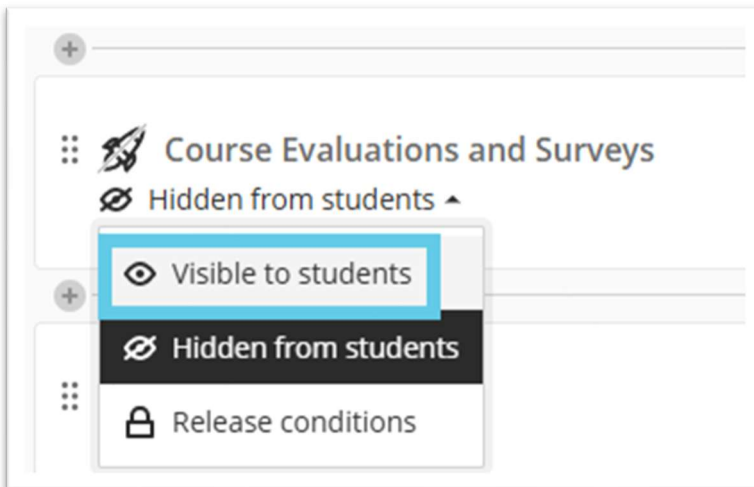 Course Evaluations and Surveys
Hidden from students
Visible to students
Hidden from students
Release conditions